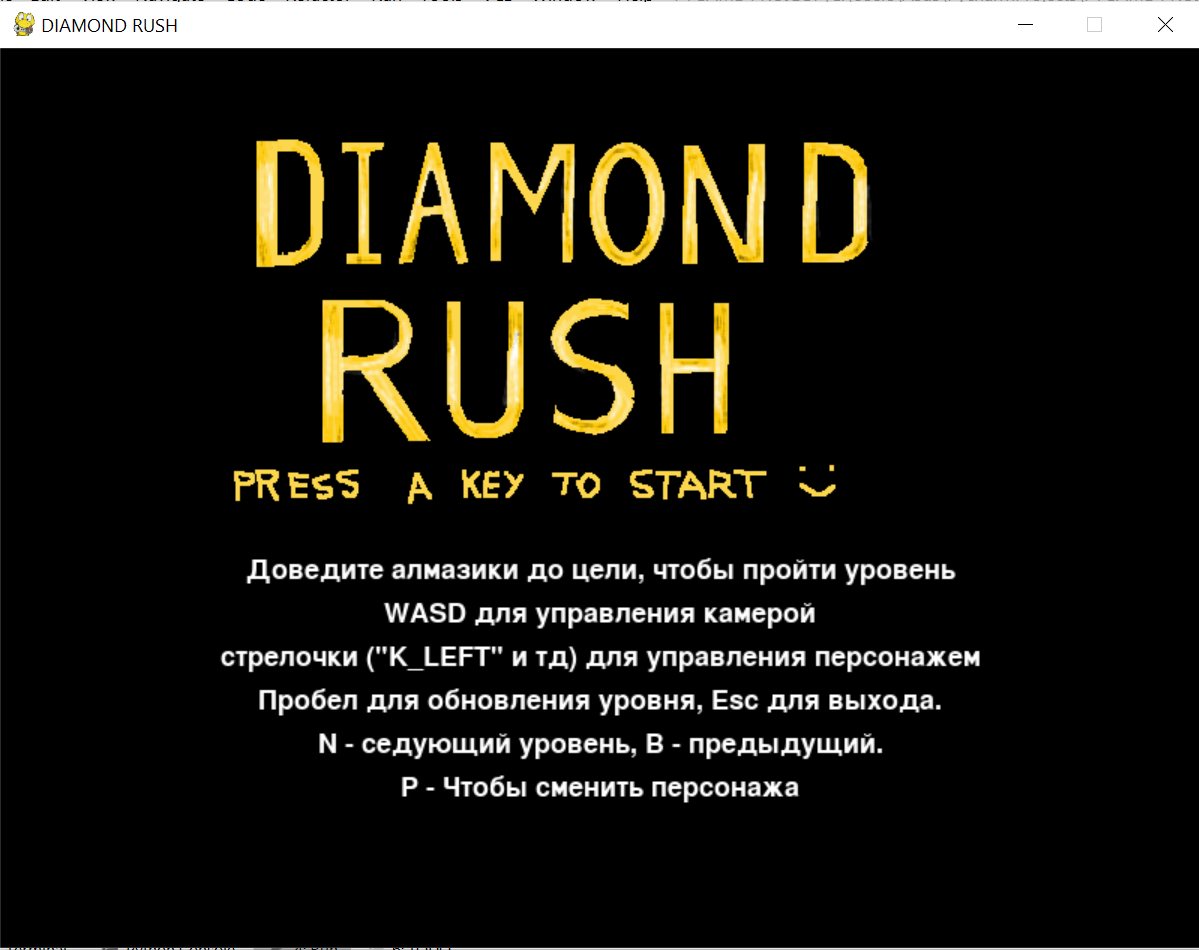 DIAMOND RUSH
DIAMOND
RUSH
PRESS A KEY TO START :)
Доведите алмазики до цели, чтобы пройти уровень
WASD для управления камерой
стрелочки ("K_LEFT" и тд) для управления персонажем
Пробел для обновления уровня, Esc для выхода.
N - седующий уровень, B - предыдущий.
P - Чтобы сменить персонажа